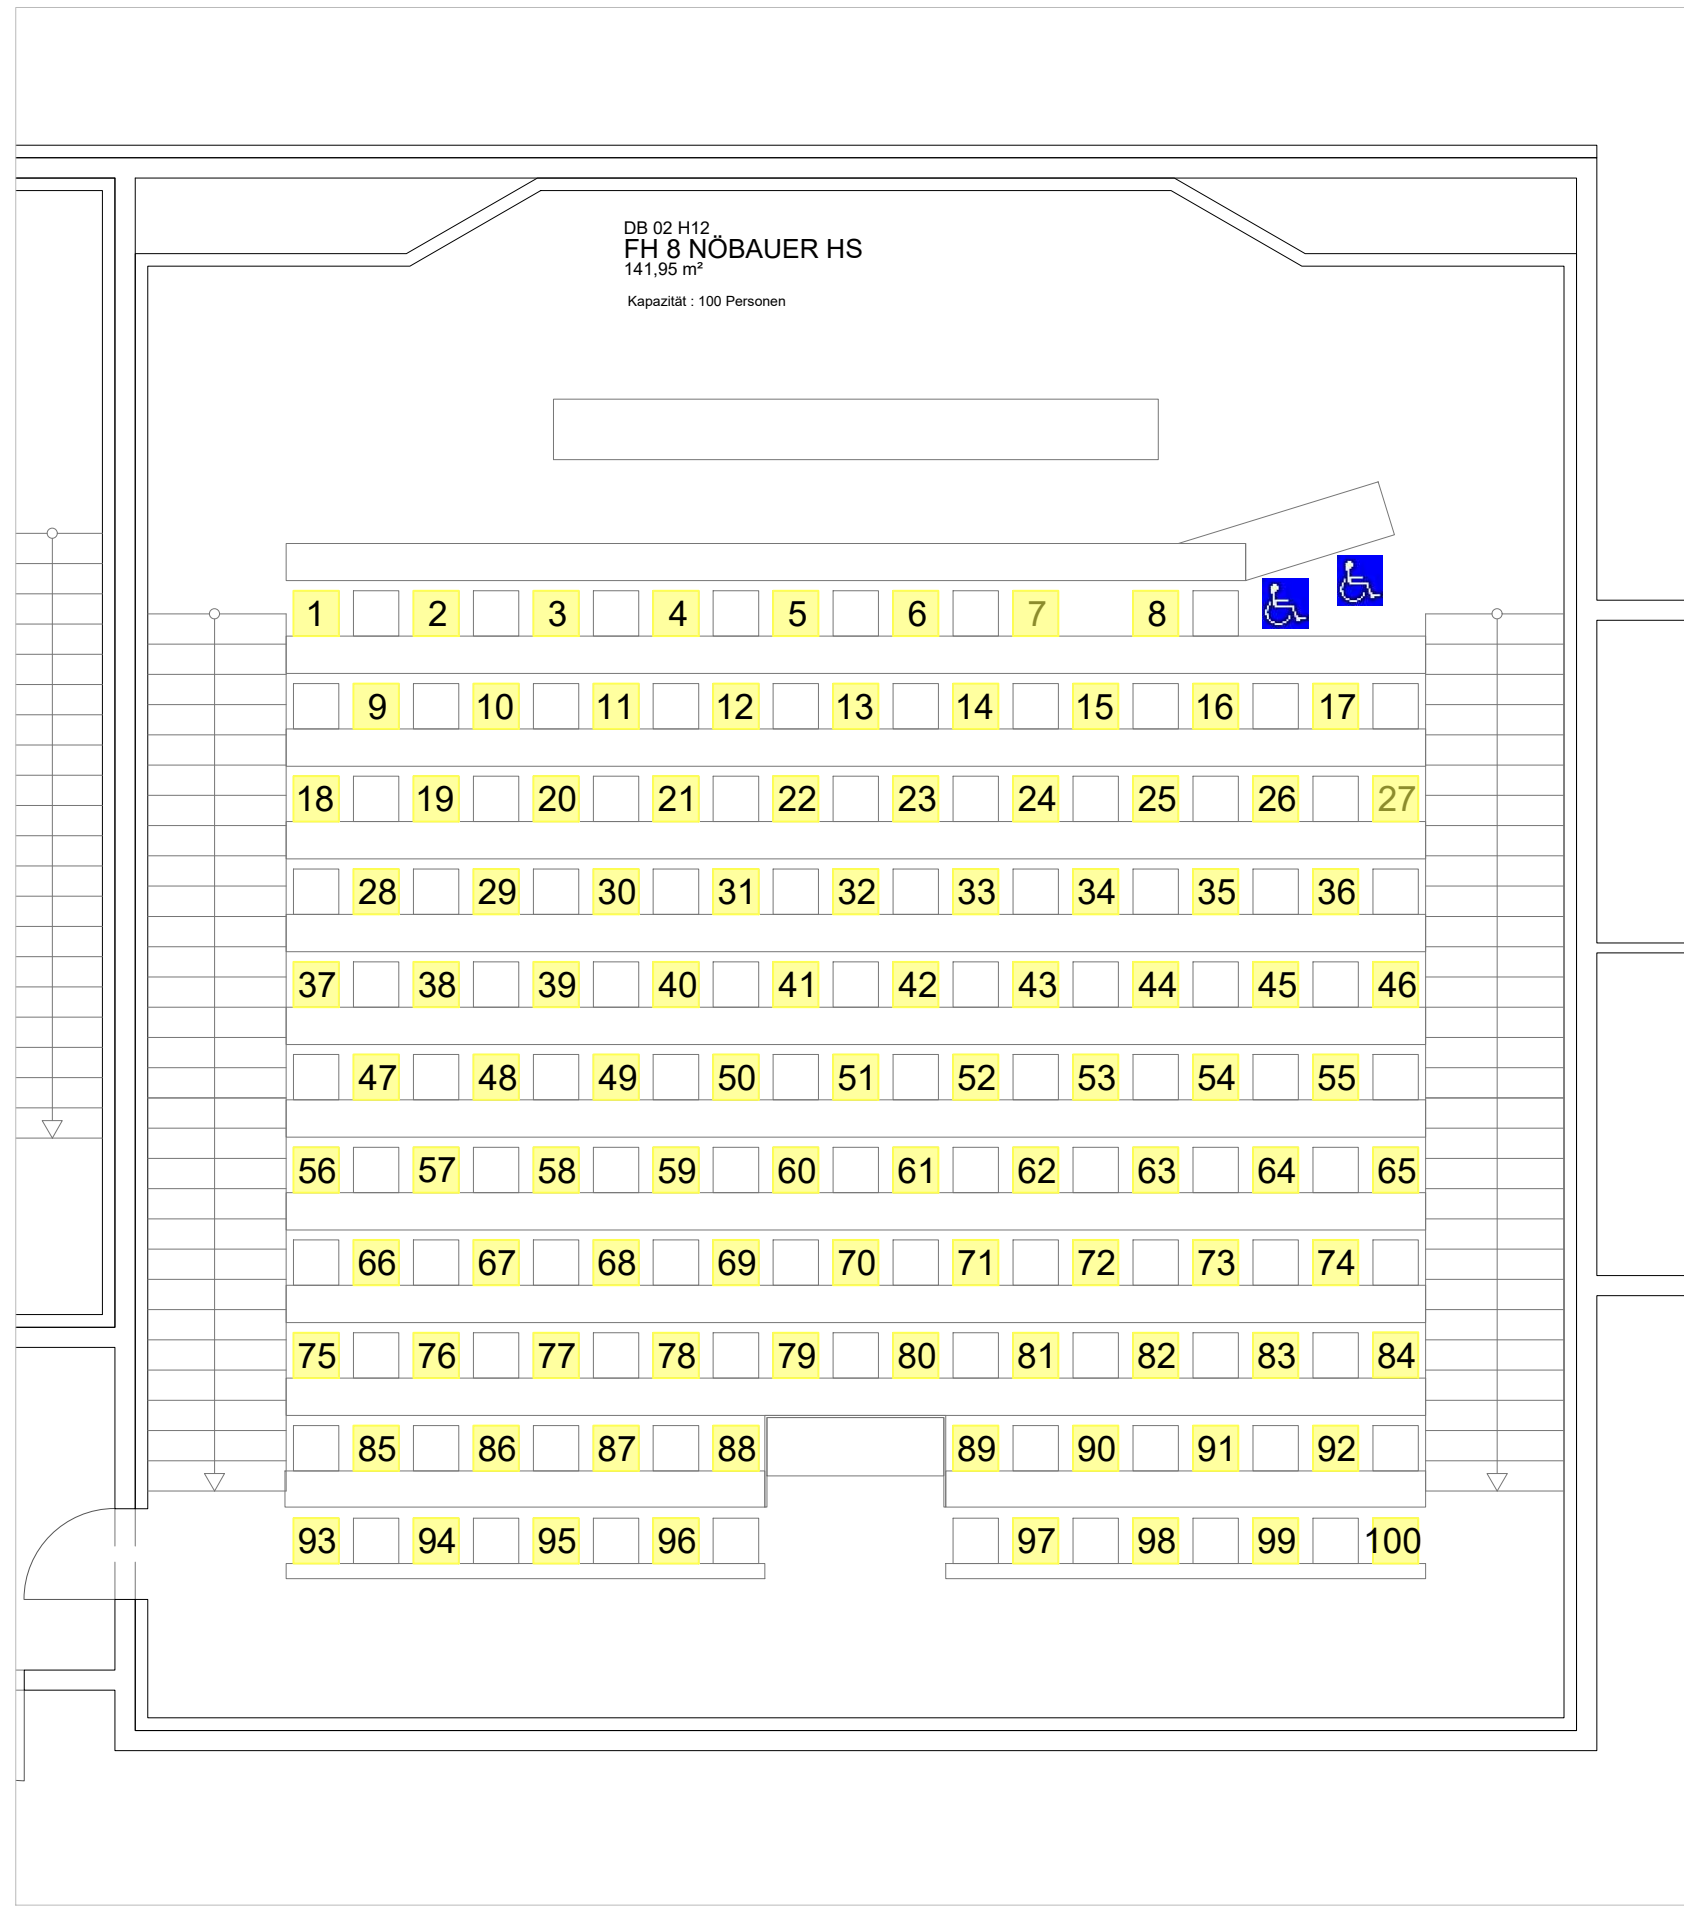 DB 02 H12
FH 8 NÖBAUER HS
141,95 m²
Kapazität : 100 Personen
1 2 3 4 5 6 7 8
9 10 11 12 13 14 15 16 17
18 19 20 21 22 23 24 25 26 27
28 29 30 31 32 33 34 35 36
37 38 39 40 41 42 43 44 45 46
47 48 49 50 51 52 53 54 55
56 57 58 59 60 61 62 63 64 65
66 67 68 69 70 71 72 73 74
75 76 77 78 79 80 81 82 83 84
85 86 87 88 89 90 91 92
93 94 95 96 97 98 99 100